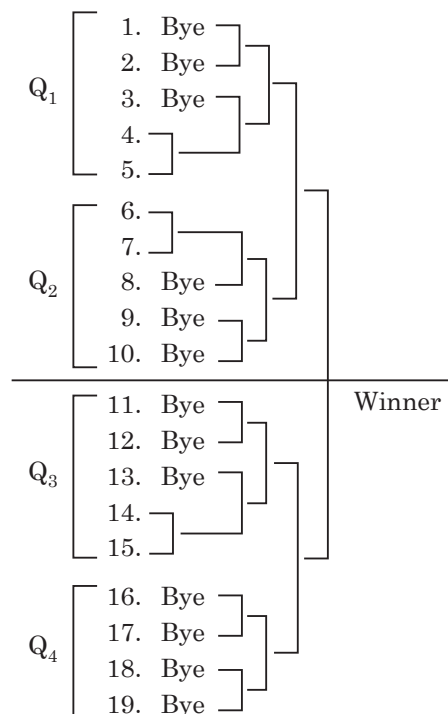 1. Bye
2. Bye
Q₁ 3. Bye
4.
5.
6.
7.
Q₂ 8. Bye
9. Bye
10. Bye
Winner
11. Bye
12. Bye
Q₃ 13. Bye
14.
15.
16. Bye
17. Bye
Q₄ 18. Bye
19. Bye